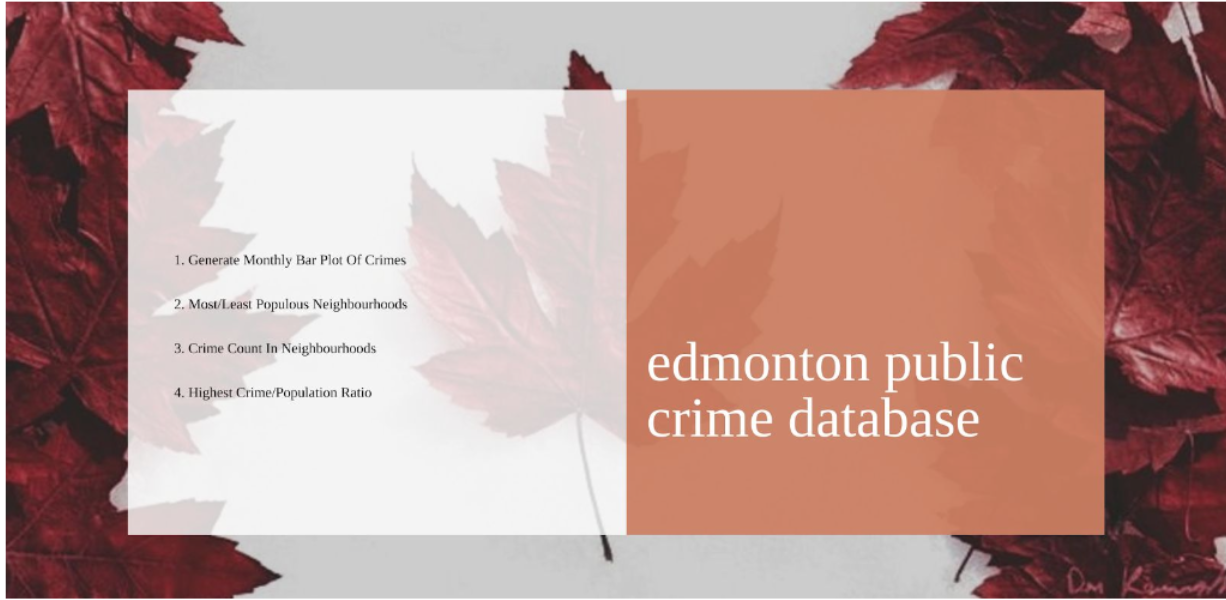 1. Generate Monthly Bar Plot Of Crimes
2. Most/Least Populous Neighbourhoods
3. Crime Count In Neighbourhoods
4. Highest Crime/Population Ratio
edmonton public
crime database